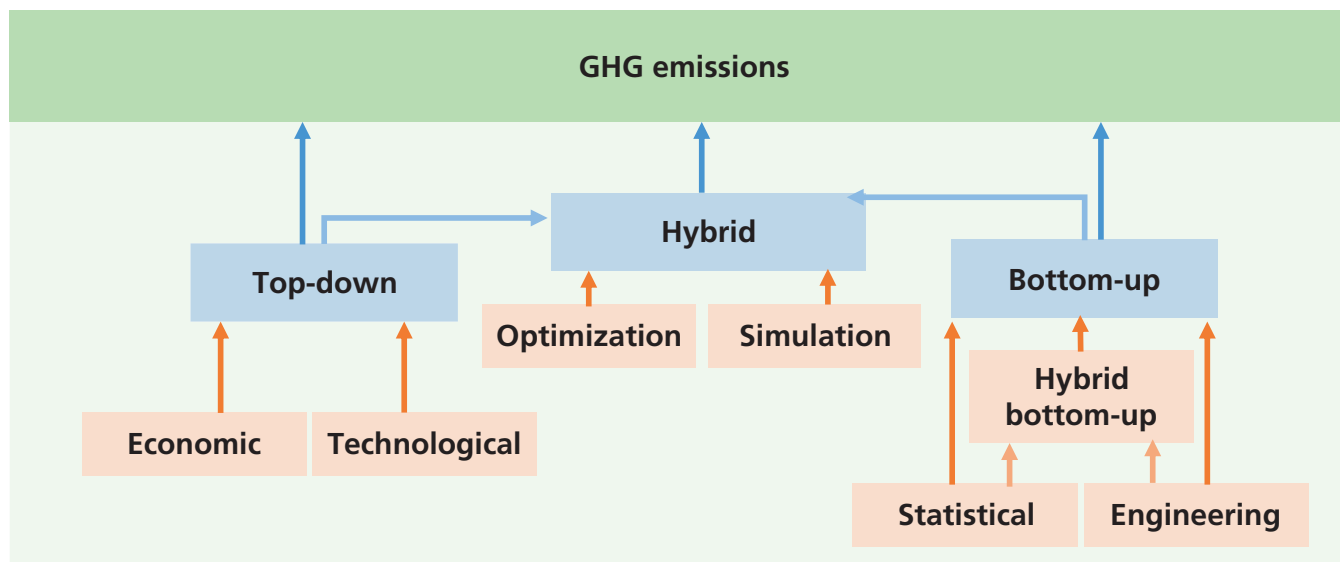 GHG emissions
Hybrid
Top-down
Bottom-up
Optimization
Simulation
Hybrid
bottom-up
Economic
Technological
Statistical
Engineering